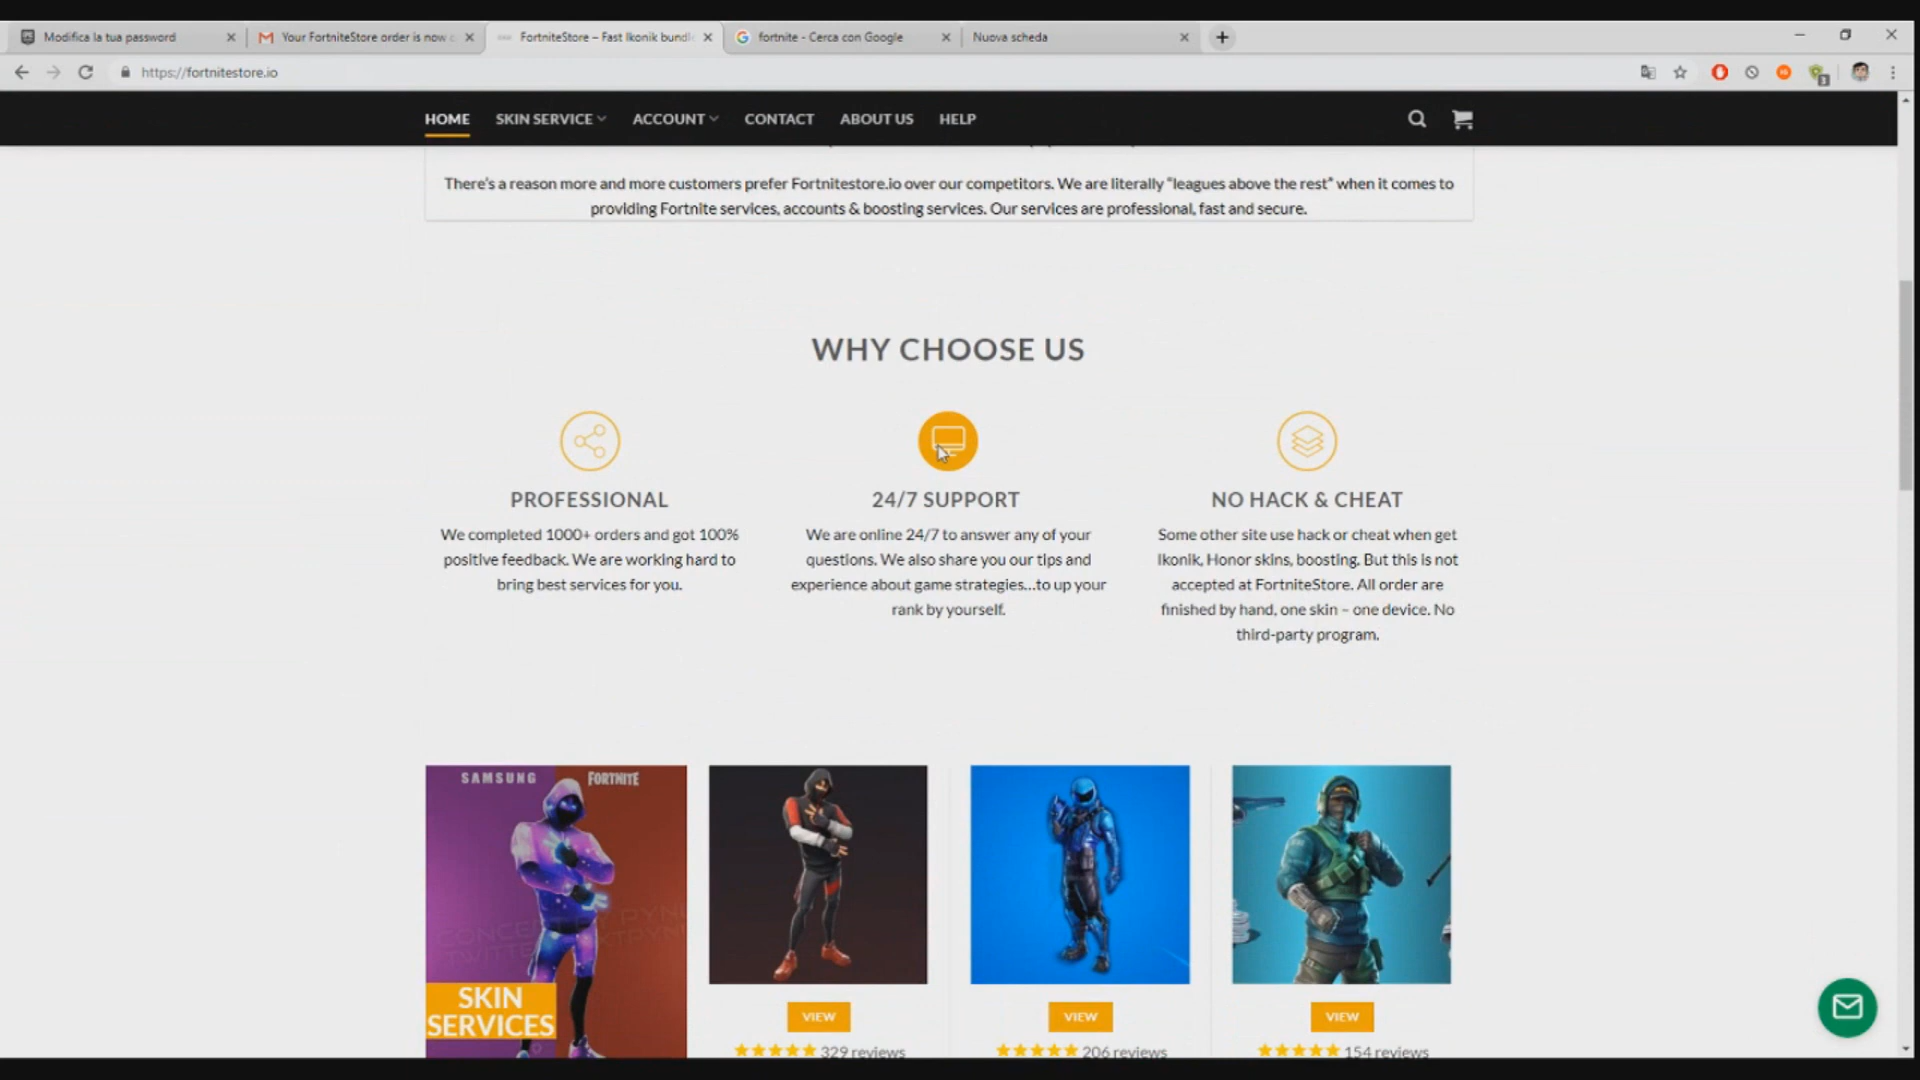 Modifica la tua password
Your FortniteStore order is now c
FortniteStore – Fast Ikonik bundl
fortnite - Cerca con Google
Nuova scheda
https://fortnitestore.io
HOME
SKIN SERVICE
ACCOUNT
CONTACT
ABOUT US
HELP
There's a reason more and more customers prefer Fortnitestore.io over our competitors. We are literally “leagues above the rest” when it comes to
providing Fortnite services, accounts & boosting services. Our services are professional, fast and secure.
WHY CHOOSE US
PROFESSIONAL
We completed 1000+ orders and got 100%
positive feedback. We are working hard to
bring best services for you.
24/7 SUPPORT
We are online 24/7 to answer any of your
questions. We also share you our tips and
experience about game strategies...to up your
rank by yourself.
NO HACK & CHEAT
Some other site use hack or cheat when get
Ikonik, Honor skins, boosting. But this is not
accepted at FortniteStore. All order are
finished by hand, one skin – one device. No
third-party program.
SAMSUNG
FORTNITE
SKIN
SERVICES
VIEW
329 reviews
VIEW
206 reviews
VIEW
154 reviews